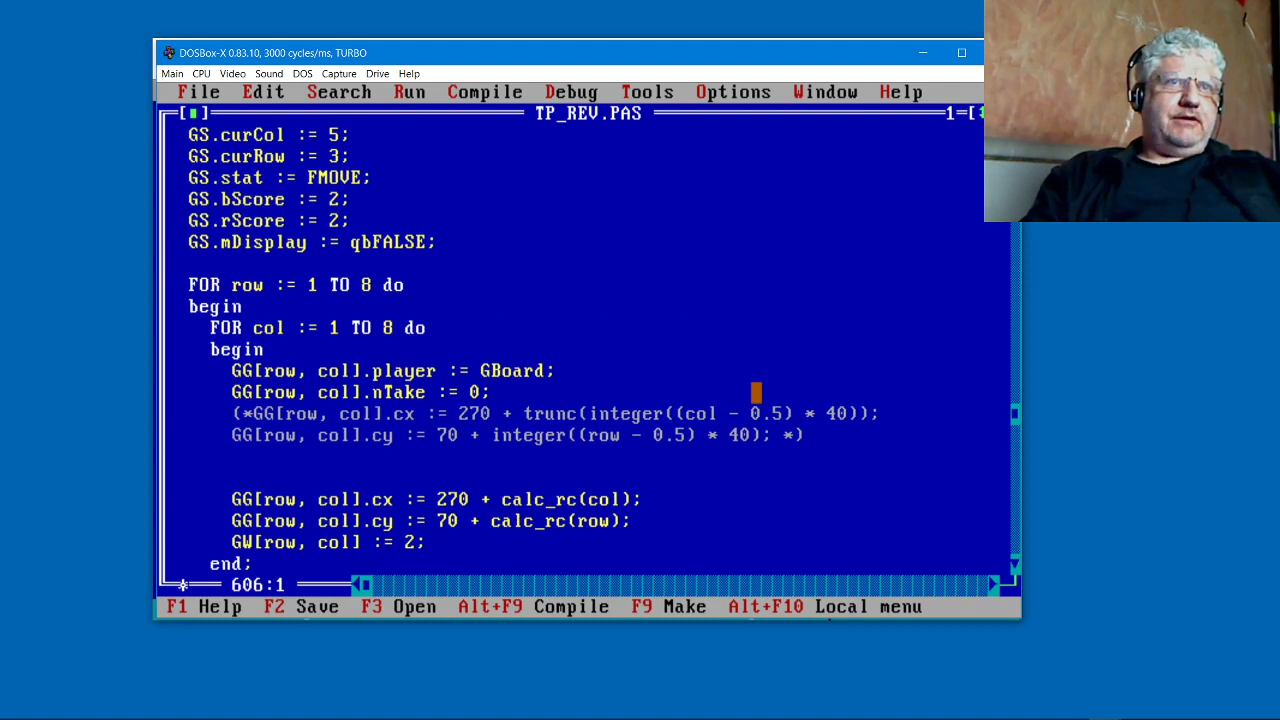 DOSBox-X 0.83.10, 3000 cycles/ms, TURBO
Main CPU Video Sound DOS Capture Drive Help
File Edit Search Run Compile Debug Tools Options Window Help
TP_REV.PAS 1
GS.curCol := 5;
GS.curRow := 3;
GS.stat := FMOVE;
GS.bScore := 2;
GS.rScore := 2;
GS.mDisplay := qbFALSE;
FOR row := 1 TO 8 do
begin
FOR col := 1 TO 8 do
begin
GG[row, col].player := GBoard;
GG[row, col].nTake := 0;
(*GG[row, col].cx := 270 + trunc(integer((col - 0.5) * 40));
GG[row, col].cy := 70 + integer((row - 0.5) * 40); *)
GG[row, col].cx := 270 + calc_rc(col);
GG[row, col].cy := 70 + calc_rc(row);
GW[row, col] := 2;
end;
606:1
F1 Help F2 Save F3 Open Alt+F9 Compile F9 Make Alt+F10 Local menu